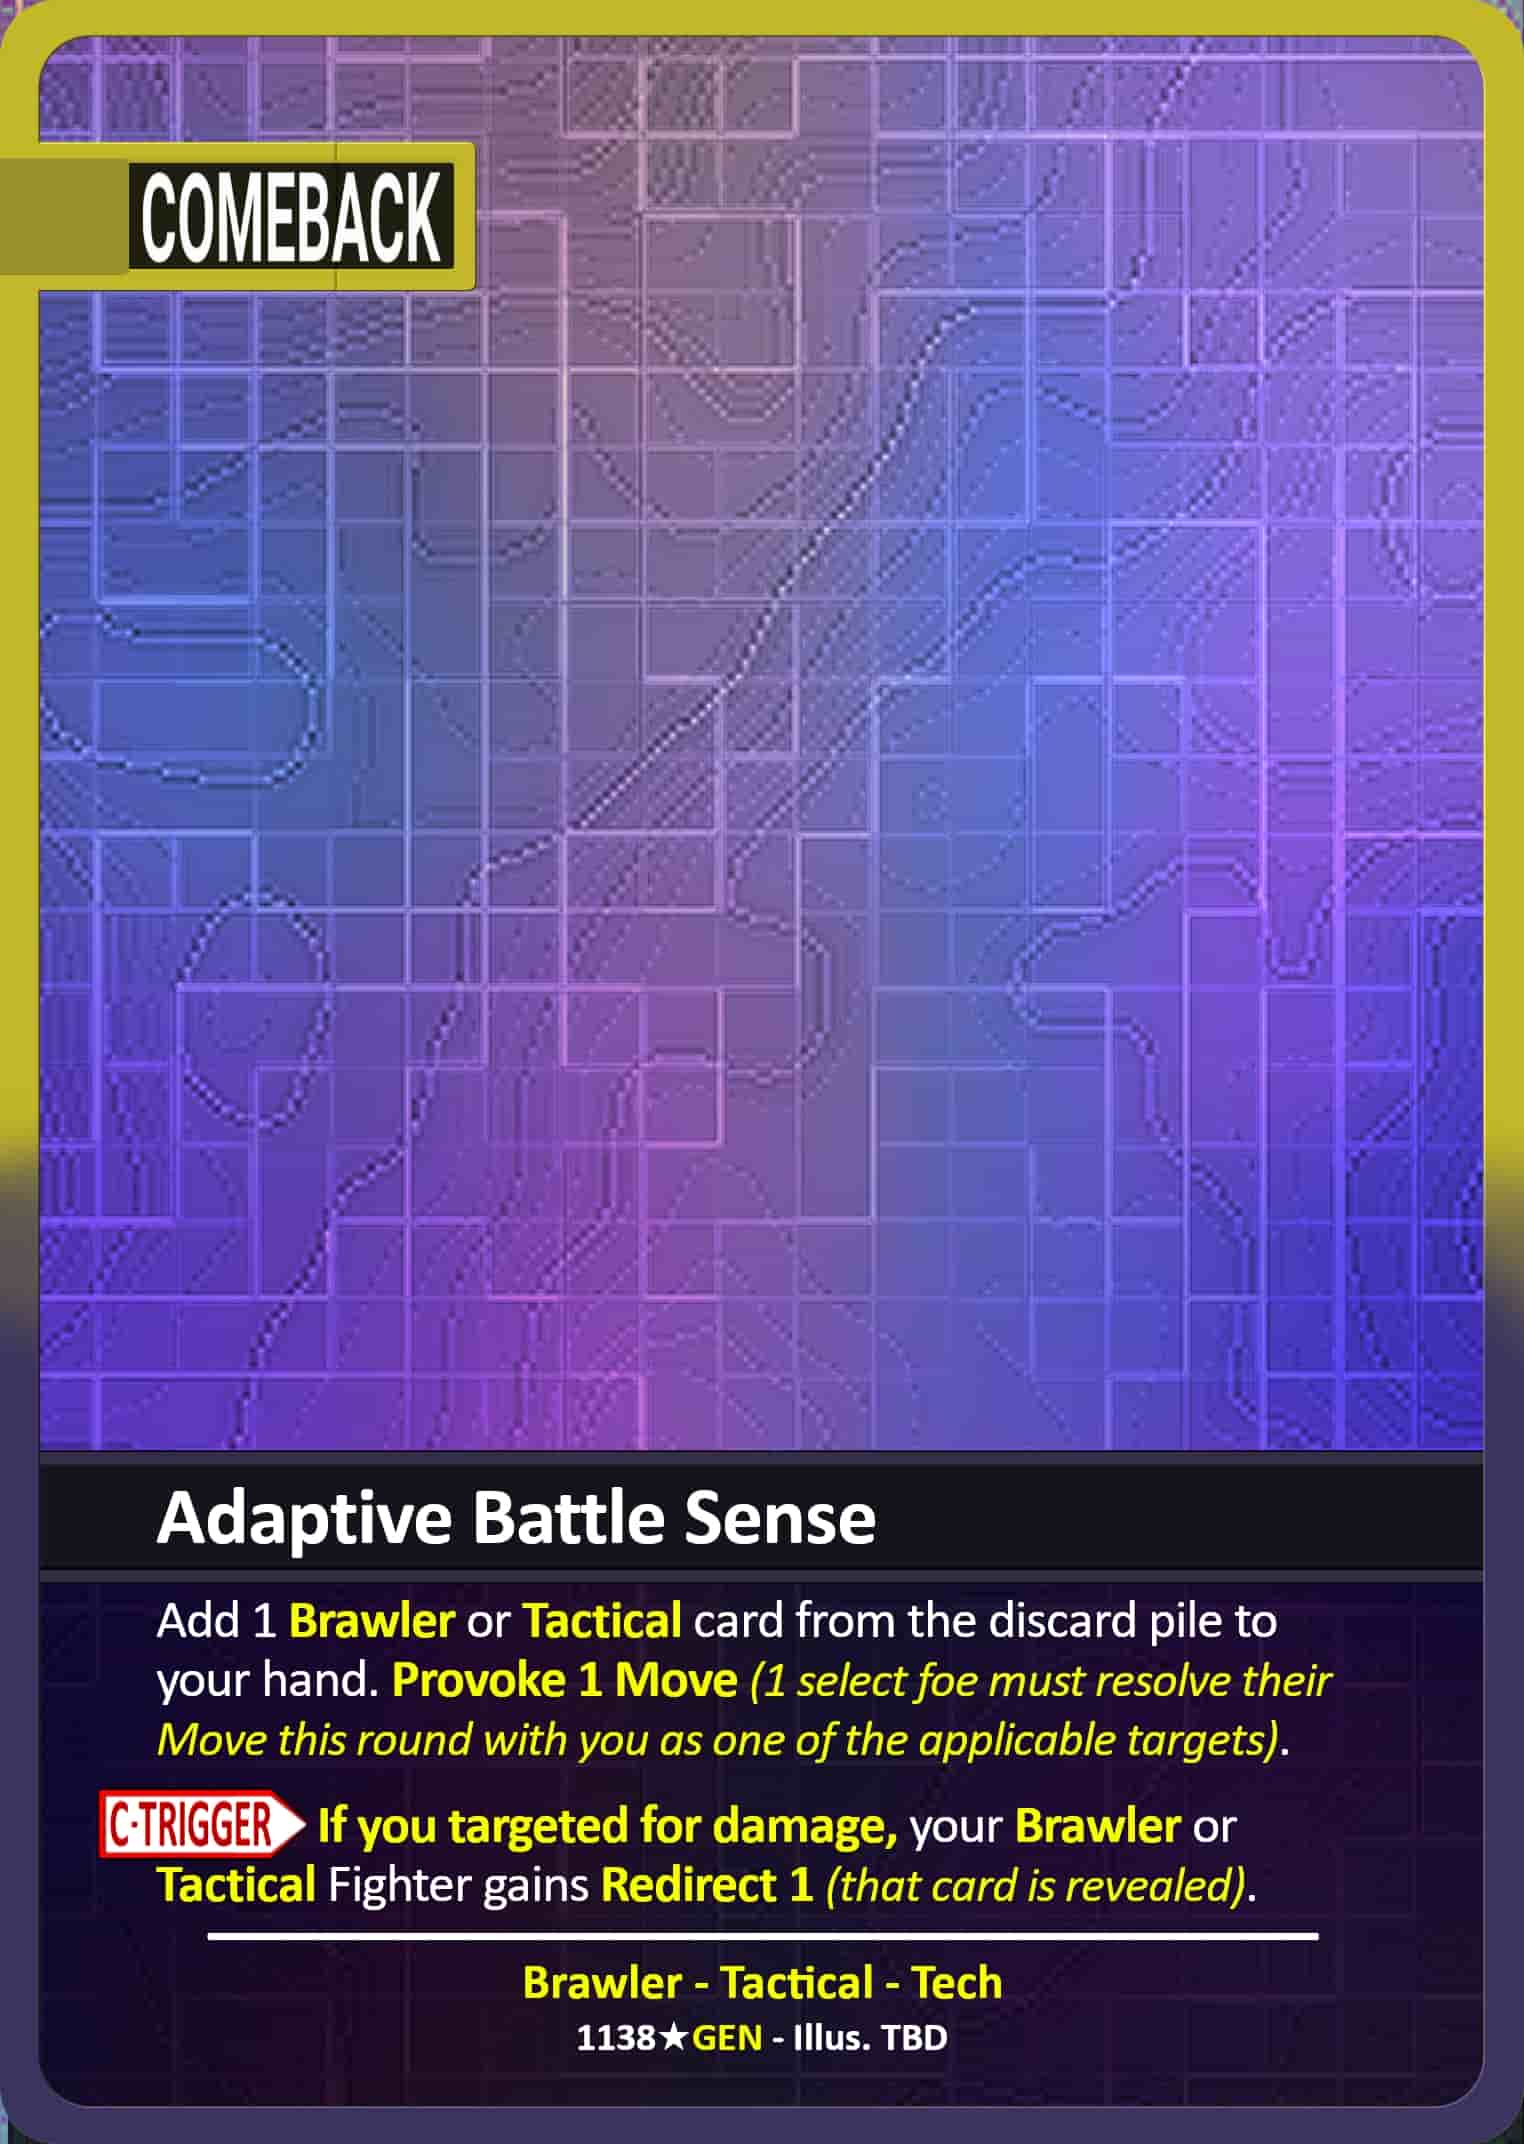 COMEBACK
Adaptive Battle Sense
Add 1 Brawler or Tactical card from the discard pile to
your hand. Provoke 1 Move (1 select foe must resolve their
Move this round with you as one of the applicable targets).
C-TRIGGER If you targeted for damage, your Brawler or
Tactical Fighter gains Redirect 1 (that card is revealed).
Brawler - Tactical - Tech
1138★GEN - Illus. TBD